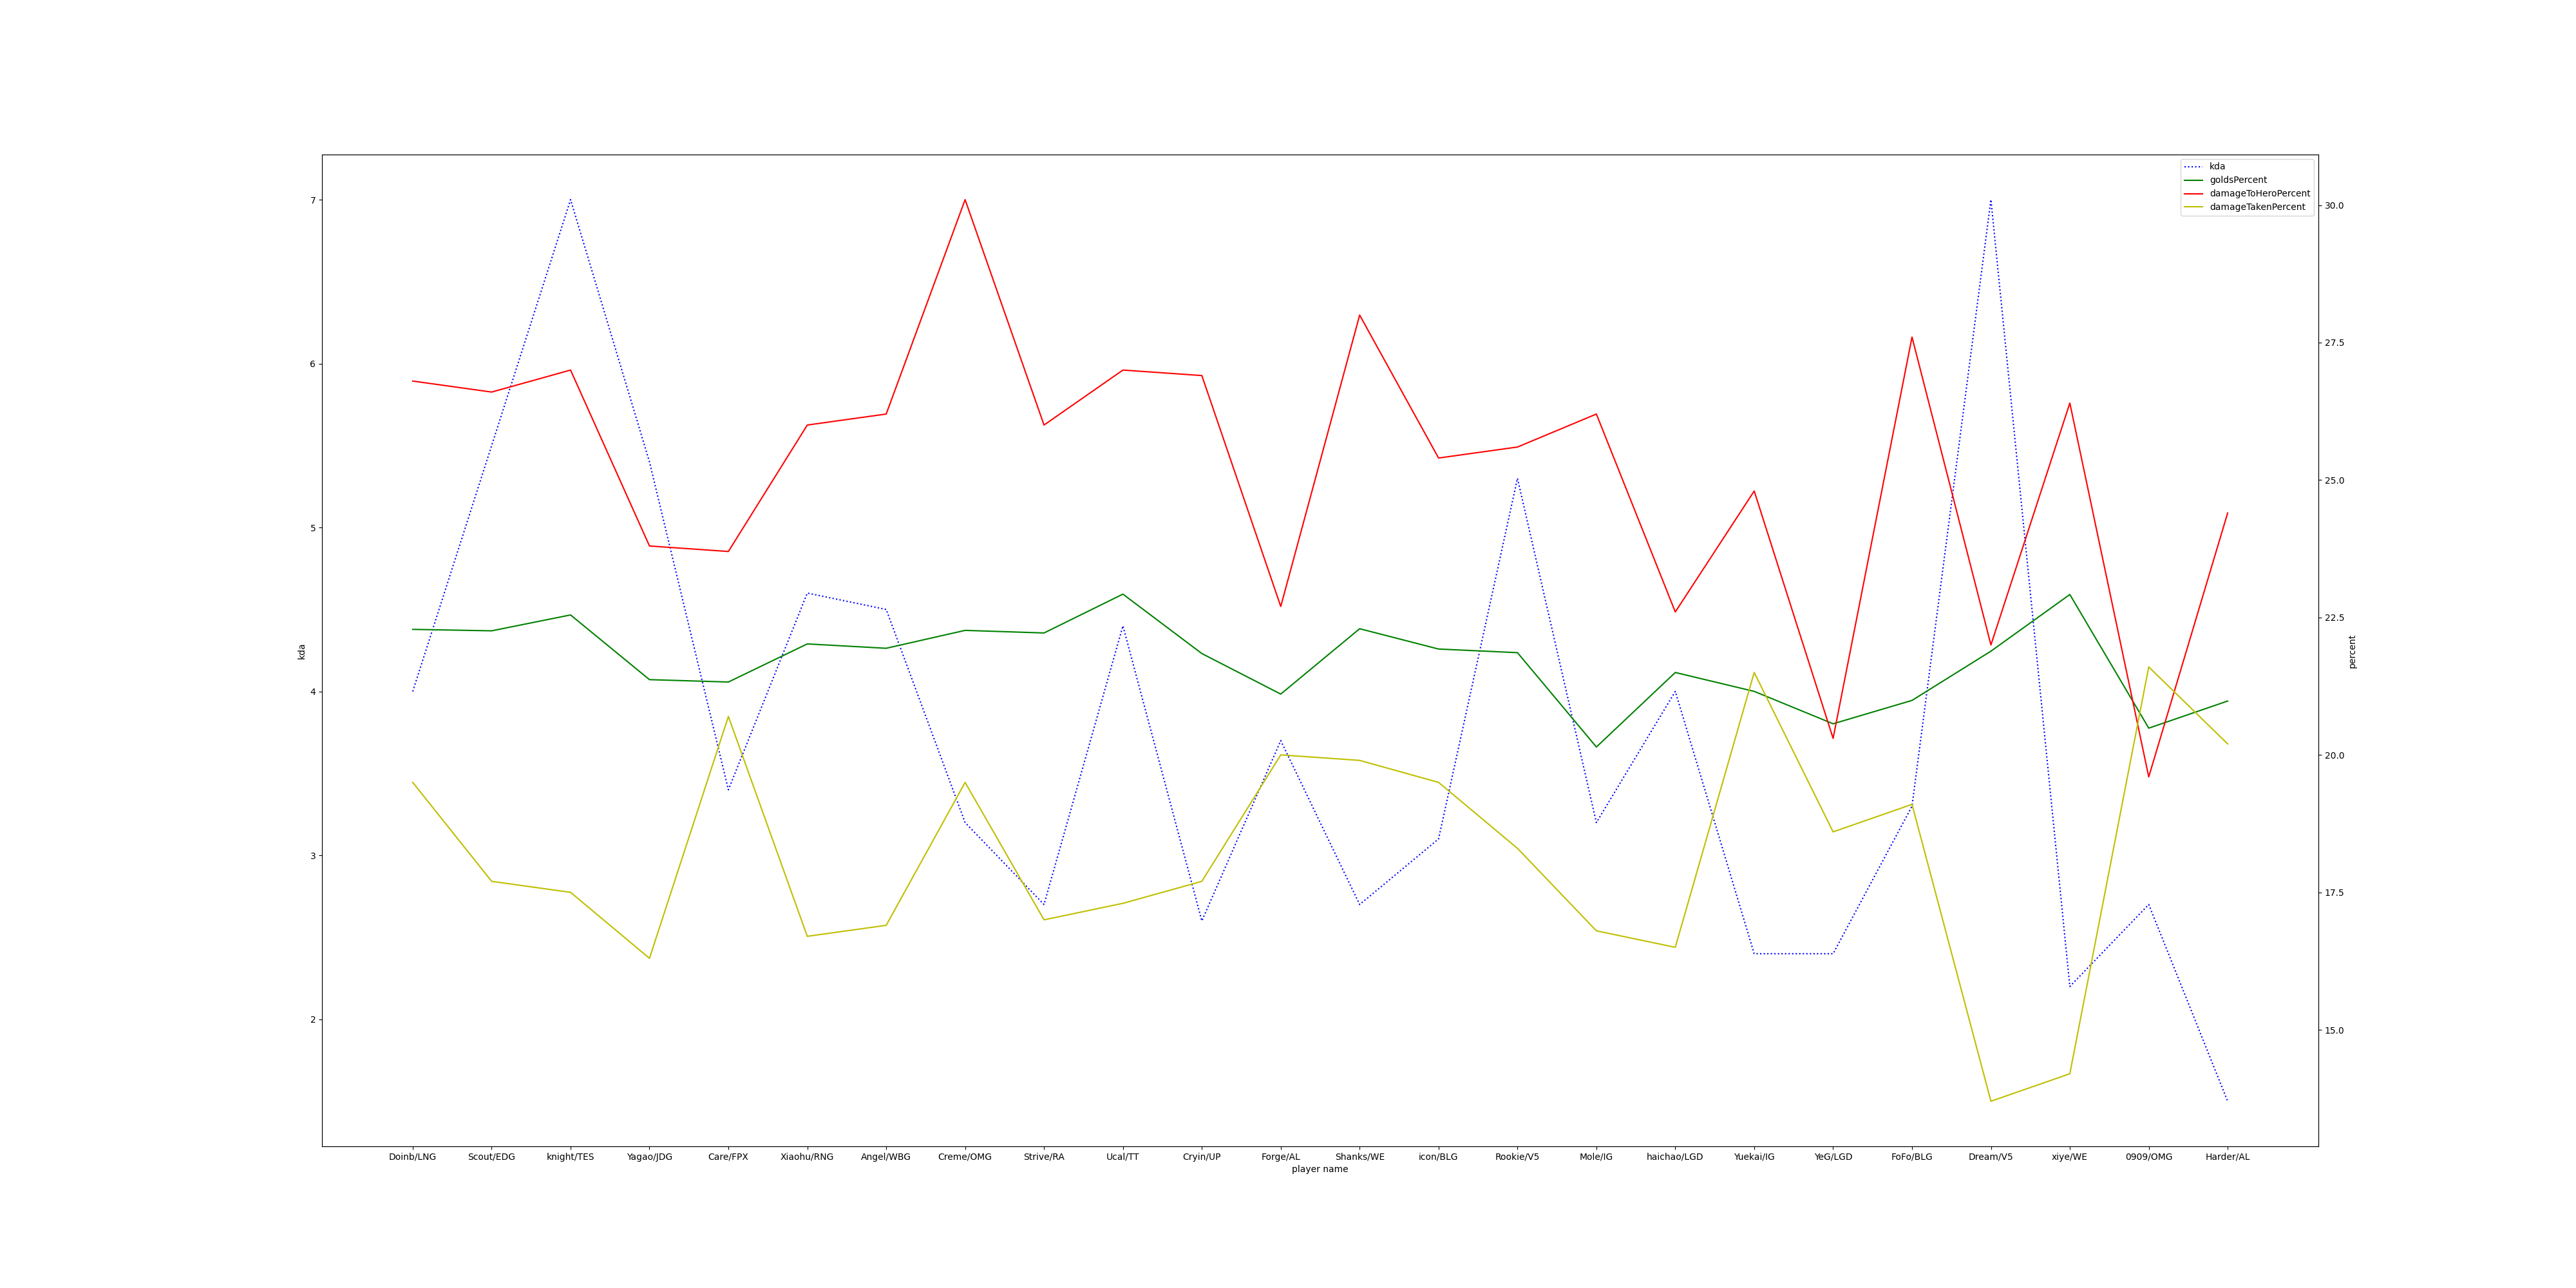 kda
goldsPercent
damageToHeroPercent
damageTakenPercent
7
6
5
4
3
2
kda
30.0
27.5
25.0
22.5
20.0
17.5
15.0
percent
Doinb/LNG Scout/EDG knight/TES Yagao/JDG Care/FPX Xiaohu/RNG Angel/WBG Creme/OMG Strive/RA Ucal/TT Cryin/UP Forge/AL Shanks/WE icon/BLG Rookie/V5 Mole/IG haichao/LGD Yuekai/IG YeG/LGD FoFo/BLG Dream/V5 xiye/WE 0909/OMG Harder/AL
player name